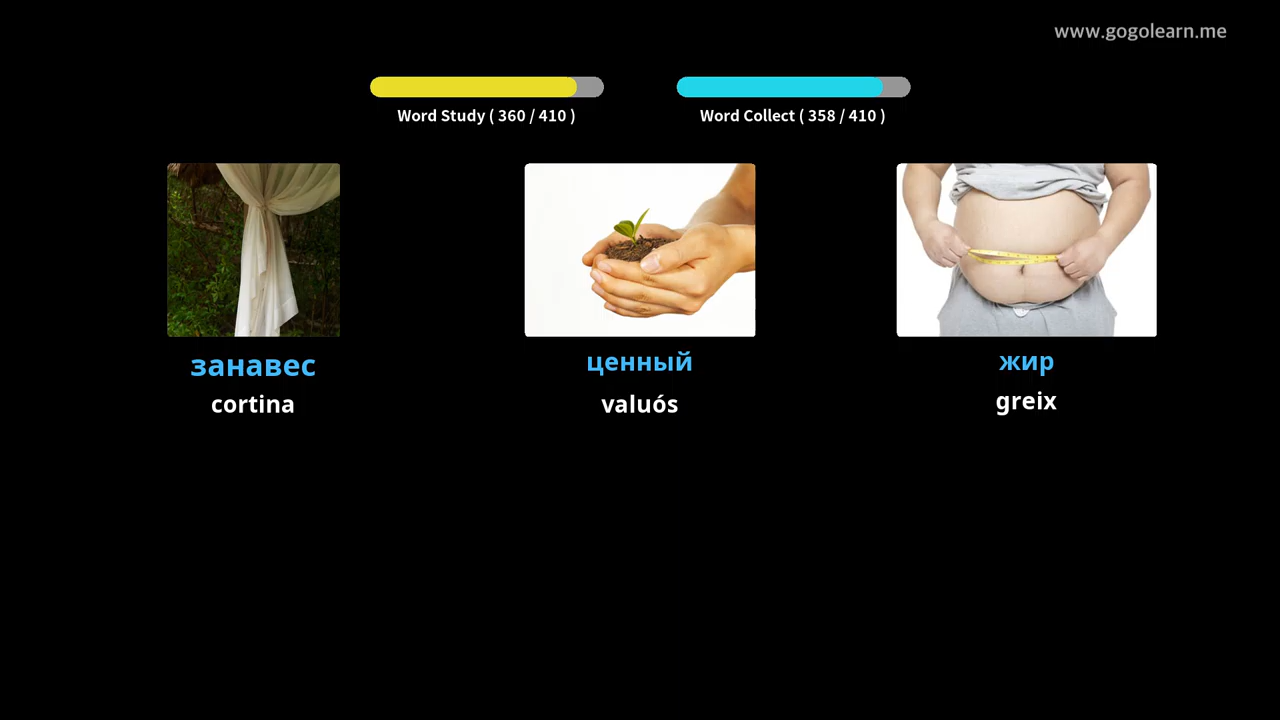 www.gogolearn.me
Word Study ( 360 / 410 )
Word Collect ( 358 / 410 )
занавес
cortina
ценный
valuós
жир
greix